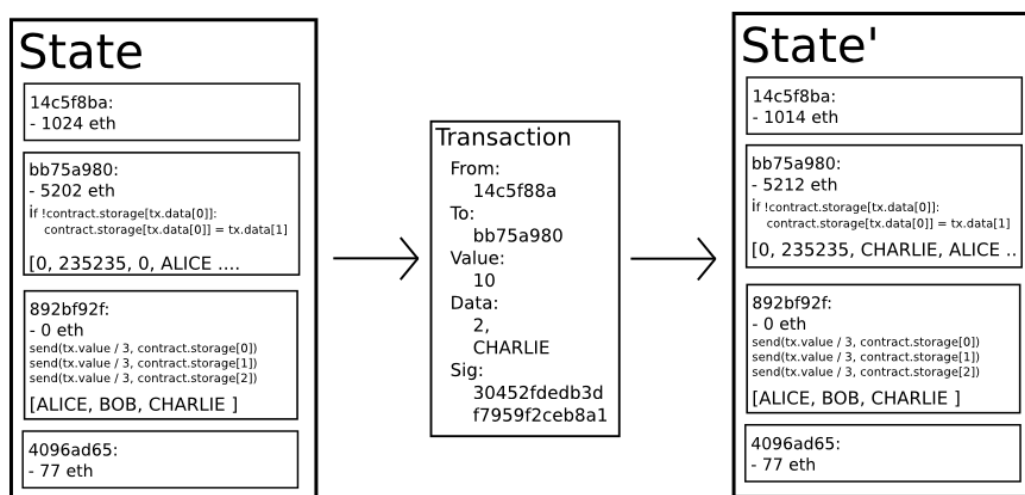 State
14c5f8ba:
- 1024 eth
bb75a980:
- 5202 eth
if !contract.storage[tx.data[0]]:
contract.storage[tx.data[0]] = tx.data[1]
[0, 235235, 0, ALICE ....
892bf92f:
- 0 eth
send(tx.value / 3, contract.storage[0])
send(tx.value / 3, contract.storage[1])
send(tx.value / 3, contract.storage[2])
[ALICE, BOB, CHARLIE ]
4096ad65:
- 77 eth
Transaction
From:
14c5f88a
To:
bb75a980
Value:
10
Data:
2,
CHARLIE
Sig:
30452fdedb3d
f7959f2ceb8a1
State'
14c5f8ba:
- 1014 eth
bb75a980:
- 5212 eth
if !contract.storage[tx.data[0]]:
contract.storage[tx.data[0]] = tx.data[1]
[0, 235235, CHARLIE, ALICE ..
892bf92f:
- 0 eth
send(tx.value / 3, contract.storage[0])
send(tx.value / 3, contract.storage[1])
send(tx.value / 3, contract.storage[2])
[ALICE, BOB, CHARLIE ]
4096ad65:
- 77 eth